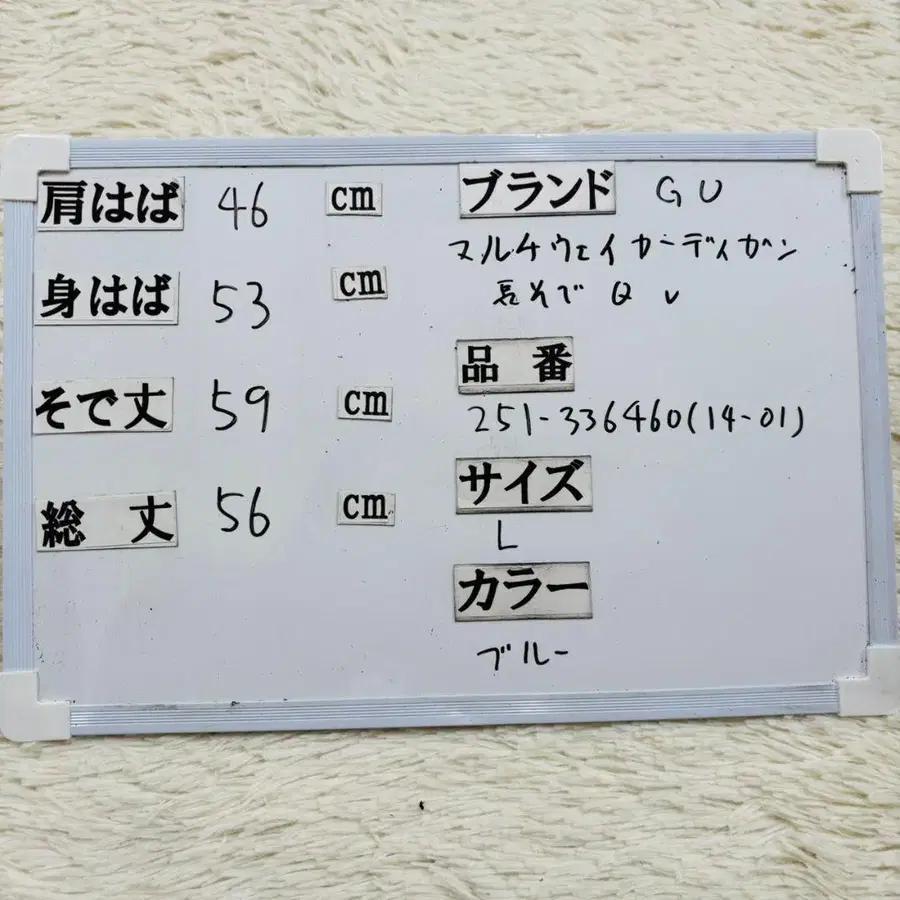 肩はば 46 cm
身はば 53 cm
そで丈 59 cm
総 丈 56 cm
ブランド GU
マルチウェイカーディガン
長そで Q V
品 番
251-336460(14-01)
サイズ
L
カラー
ブルー